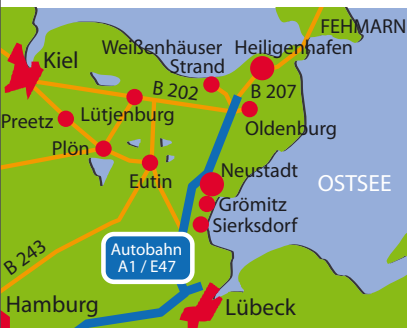 FEHMARN
Weißenhäuser
Strand
Heiligenhafen
Kiel
B 202
B 207
Preetz
Lütjenburg
Oldenburg
Plön
Eutin
Neustadt
OSTSEE
Grömitz
Sierksdorf
B 243
Autobahn
A1 / E47
Hamburg
Lübeck